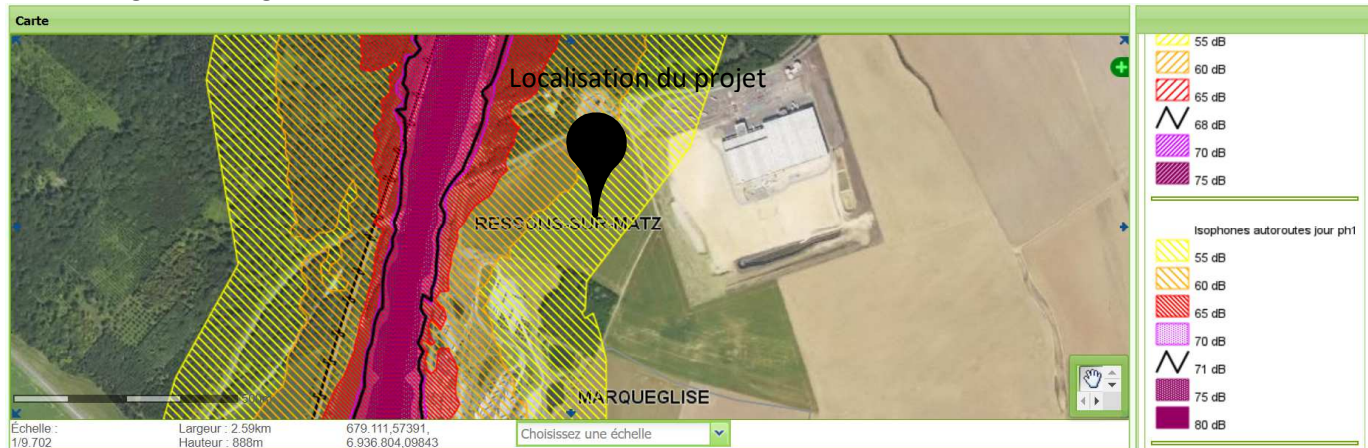 Carte
Localisation du projet
RESSONS-SUR-MATZ
MARQUEGLISE
500m
Échelle :
1/9.702
Largeur : 2.59km
Hauteur : 888m
679.111,57391,
6.936.804,09843
Choisissez une échelle
55 dB
60 dB
65 dB
68 dB
70 dB
75 dB
Isophones autoroutes jour ph1
55 dB
60 dB
65 dB
70 dB
71 dB
75 dB
80 dB